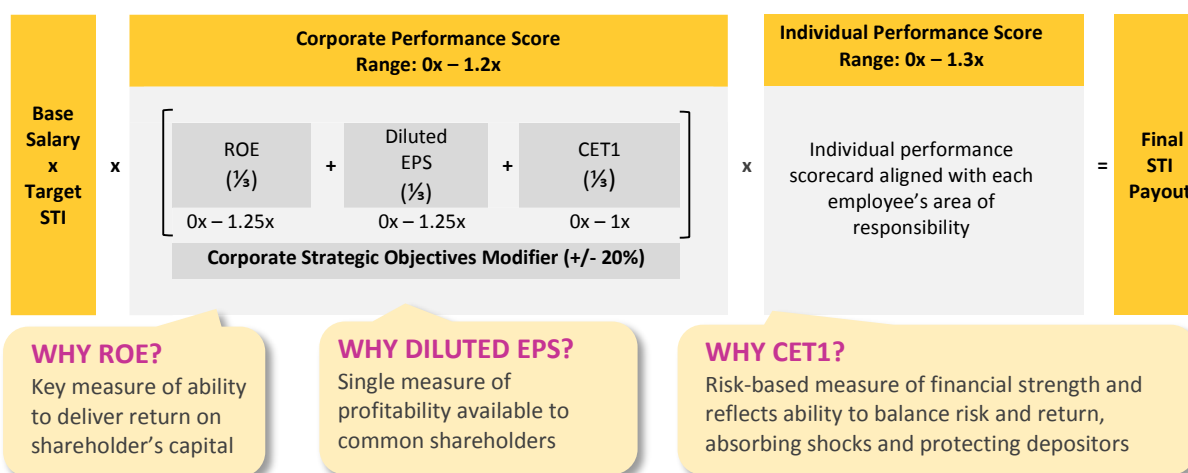 Base
Salary
x
Target
STI
x
Corporate Performance Score
Range: 0x – 1.2x
ROE
(⅓)
0x – 1.25x
+
Diluted
EPS
(⅓)
0x – 1.25x
+
CET1
(⅓)
0x – 1x
Corporate Strategic Objectives Modifier (+/- 20%)
x
Individual Performance Score
Range: 0x – 1.3x
Individual performance
scorecard aligned with each
employee's area of
responsibility
=
Final
STI
Payout
WHY ROE?
Key measure of ability
to deliver return on
shareholder's capital
WHY DILUTED EPS?
Single measure of
profitability available to
common shareholders
WHY CET1?
Risk-based measure of financial strength and
reflects ability to balance risk and return,
absorbing shocks and protecting depositors